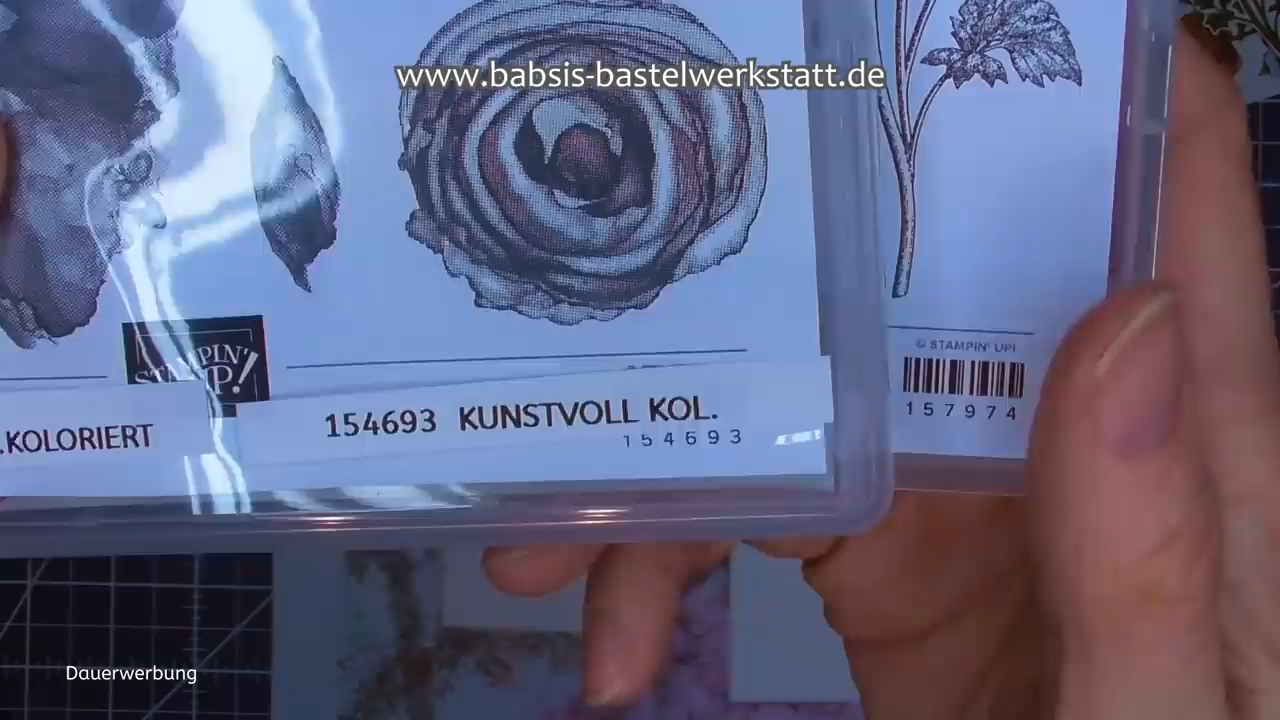 www.babsis-bastelwerkstatt.de
STAMPIN'
UP!
© STAMPIN' UP!
157974
.KOLORIERT
154693 KUNSTVOLL KOL.
154693
Dauerwerbung